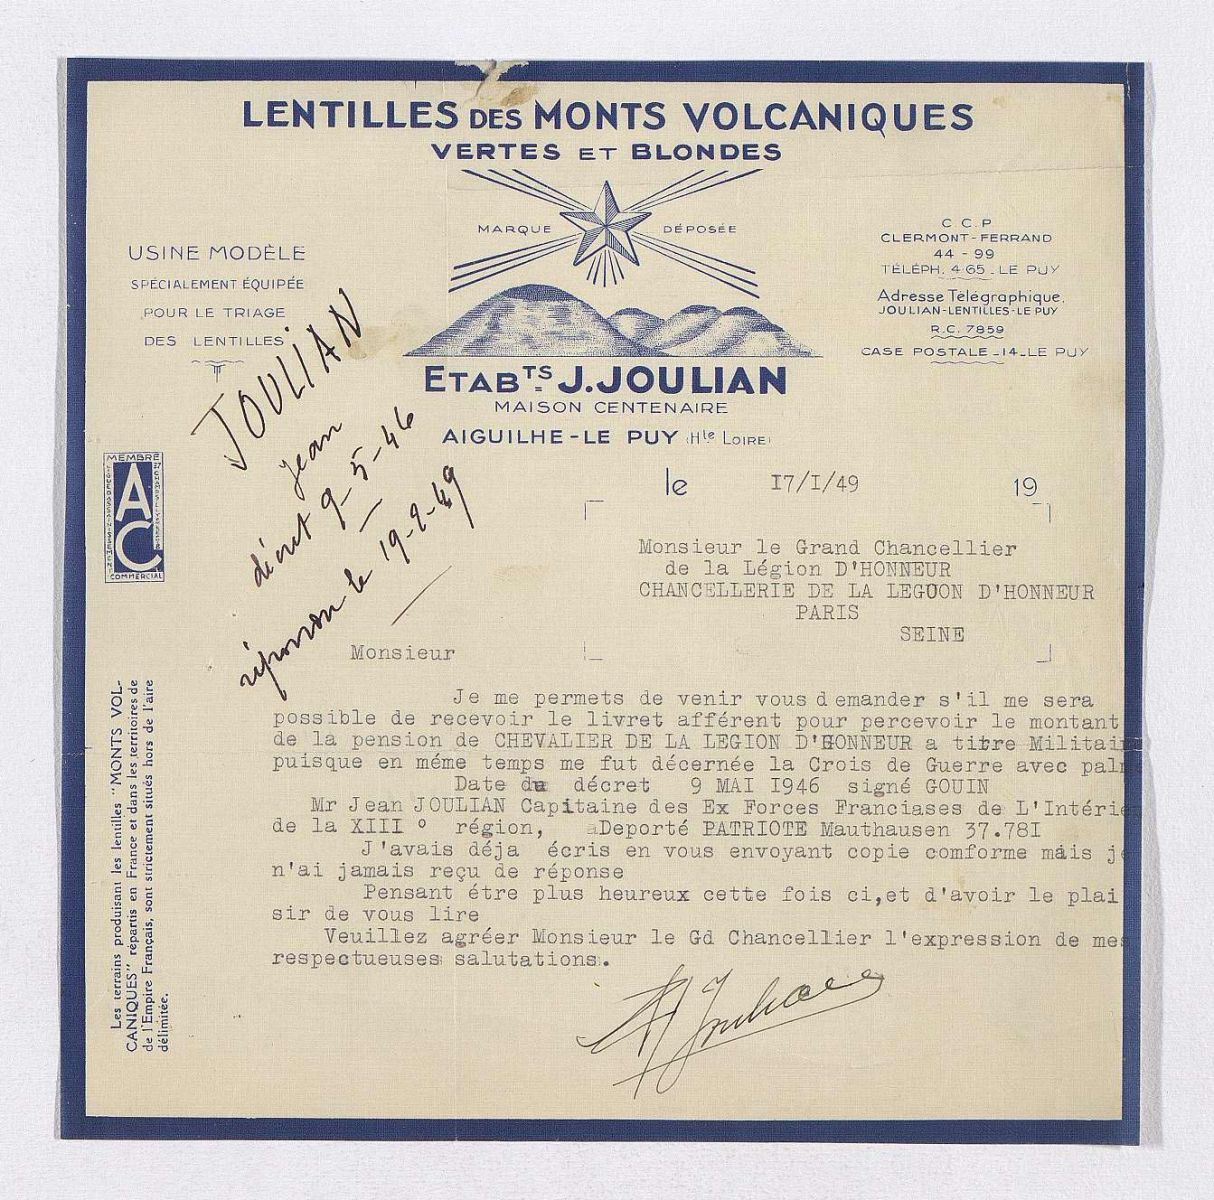 LENTILLES DES MONTS VOLCANIQUES
VERTES ET BLONDES
MARQUE DÉPOSÉE
USINE MODÈLE
SPÉCIALEMENT ÉQUIPÉE
POUR LE TRIAGE
DES LENTILLES
C C P
CLERMONT-FERRAND
44 - 99
TÉLÉPH. 4.65. LE PUY
Adresse Télégraphique.
JOULIAN-LENTILLES-LE PUY
R.C. 7859
CASE POSTALE_14_LE PUY
ETABTS J. JOULIAN
MAISON CENTENAIRE
AIGUILHE-LE PUY (Hle LOIRE)
JOULIAN
Jean
décret 9-5-46
réponse le 19-2-49
MEMBRE
AC
COMMERCIAL
le I7/I/49 19
Monsieur le Grand Chancellier
de la Légion D'HONNEUR
CHANCELLERIE DE LA LEGUON D'HONNEUR
PARIS
SEINE
Monsieur
Je me permets de venir vous d emander s'il me sera
possible de recevoir le livret afférent pour percevoir le montant
de la pension de CHEVALIER DE LA LEGION D'HONNEUR a titre Militai
puisque en méme temps me fut décernée la Crois de Guerre avec palm
Date du décret 9 MAI 1946 signé GOUIN
Mr Jean JOULIAN Capitaine des Ex Forces Franciases de L'Intérie
de la XIII ° région, aDeporté PATRIOTE Mauthausen 37.78I
J'avais déja écris en vous envoyant copie comforme mais je
n'ai jamais reçu de réponse
Pensant étre plus heureux cette fois ci,et d'avoir le plai
sir de vous lire
Veuillez agréer Monsieur le Gd Chancellier l'expression de mes
respectueuses salutations.
Les terrains produisant les lentilles "MONTS VOL-
CANIQUES" répartis en France et dans les territoires de
de l'Empire Français, sont strictement situés hors de l'aire
délimitée.